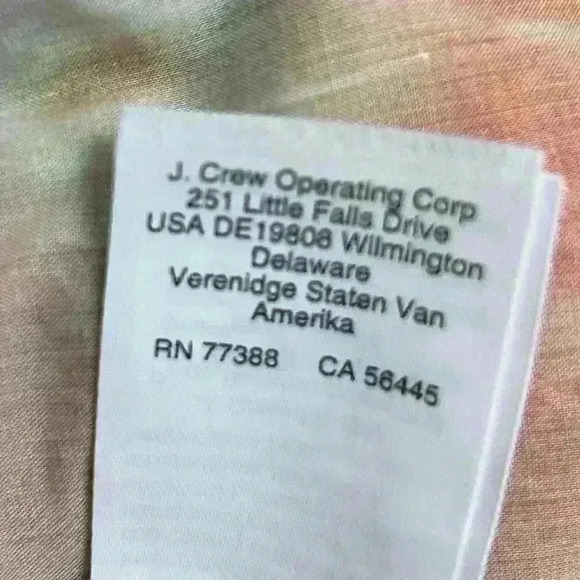 J. Crew Operating Corp
251 Little Falls Drive
USA DE19808 Wilmington
Delaware
Verenidge Staten Van
Amerika
RN 77388 CA 56445